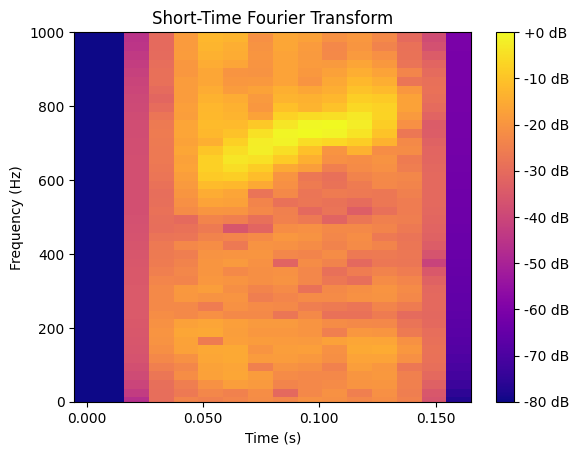 Short-Time Fourier Transform
1000
800
600
400
200
0
Frequency (Hz)
0.000
0.050
0.100
0.150
Time (s)
+0 dB
-10 dB
-20 dB
-30 dB
-40 dB
-50 dB
-60 dB
-70 dB
-80 dB